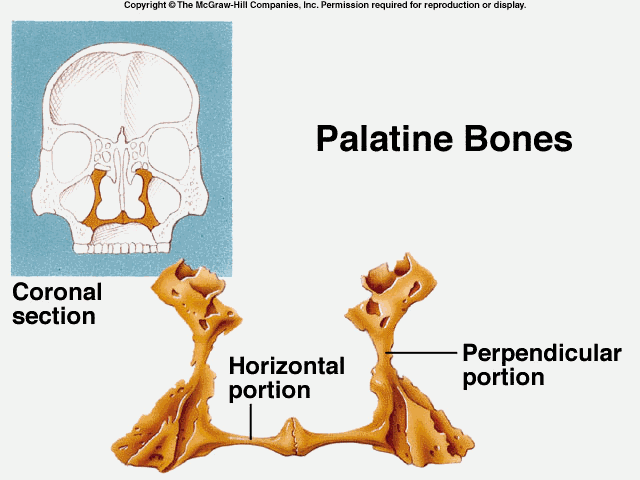 Copyright © The McGraw-Hill Companies, Inc. Permission required for reproduction or display.
Palatine Bones
Coronal
section
Horizontal
portion
Perpendicular
portion